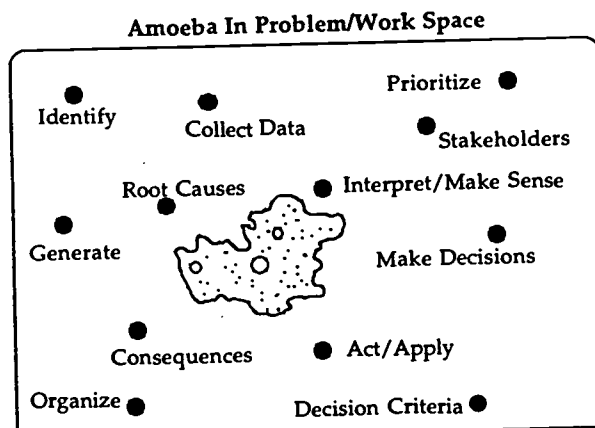 Amoeba In Problem/Work Space
Prioritize
Identify
Collect Data
Stakeholders
Root Causes
Interpret/Make Sense
Generate
Make Decisions
Consequences
Act/Apply
Organize
Decision Criteria